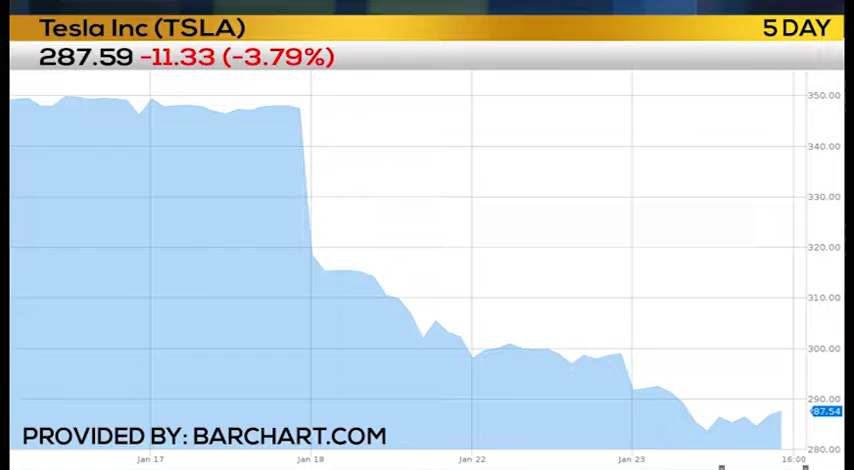 Tesla Inc (TSLA) 5 DAY
287.59 -11.33 (-3.79%)
350.00
340.00
330.00
320.00
310.00
300.00
290.00
87.54
280.00
PROVIDED BY: BARCHART.COM
Jan 17 Jan 18 Jan 22 Jan 23 16:00